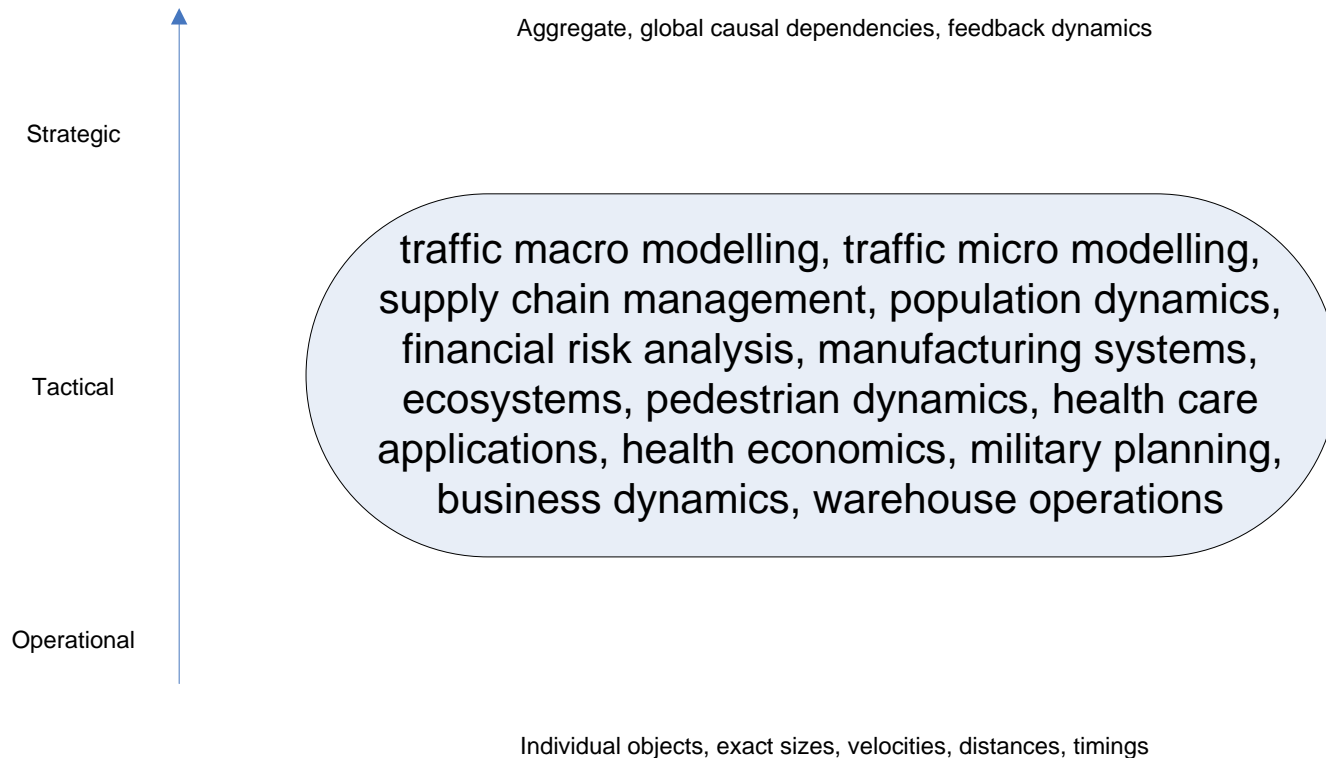 Aggregate, global causal dependencies, feedback dynamics
Strategic
traffic macro modelling, traffic micro modelling,
supply chain management, population dynamics,
financial risk analysis, manufacturing systems,
Tactical
ecosystems, pedestrian dynamics, health care
applications, health economics, military planning,
business dynamics, warehouse operations
Operational
Individual objects, exact sizes, velocities, distances, timings